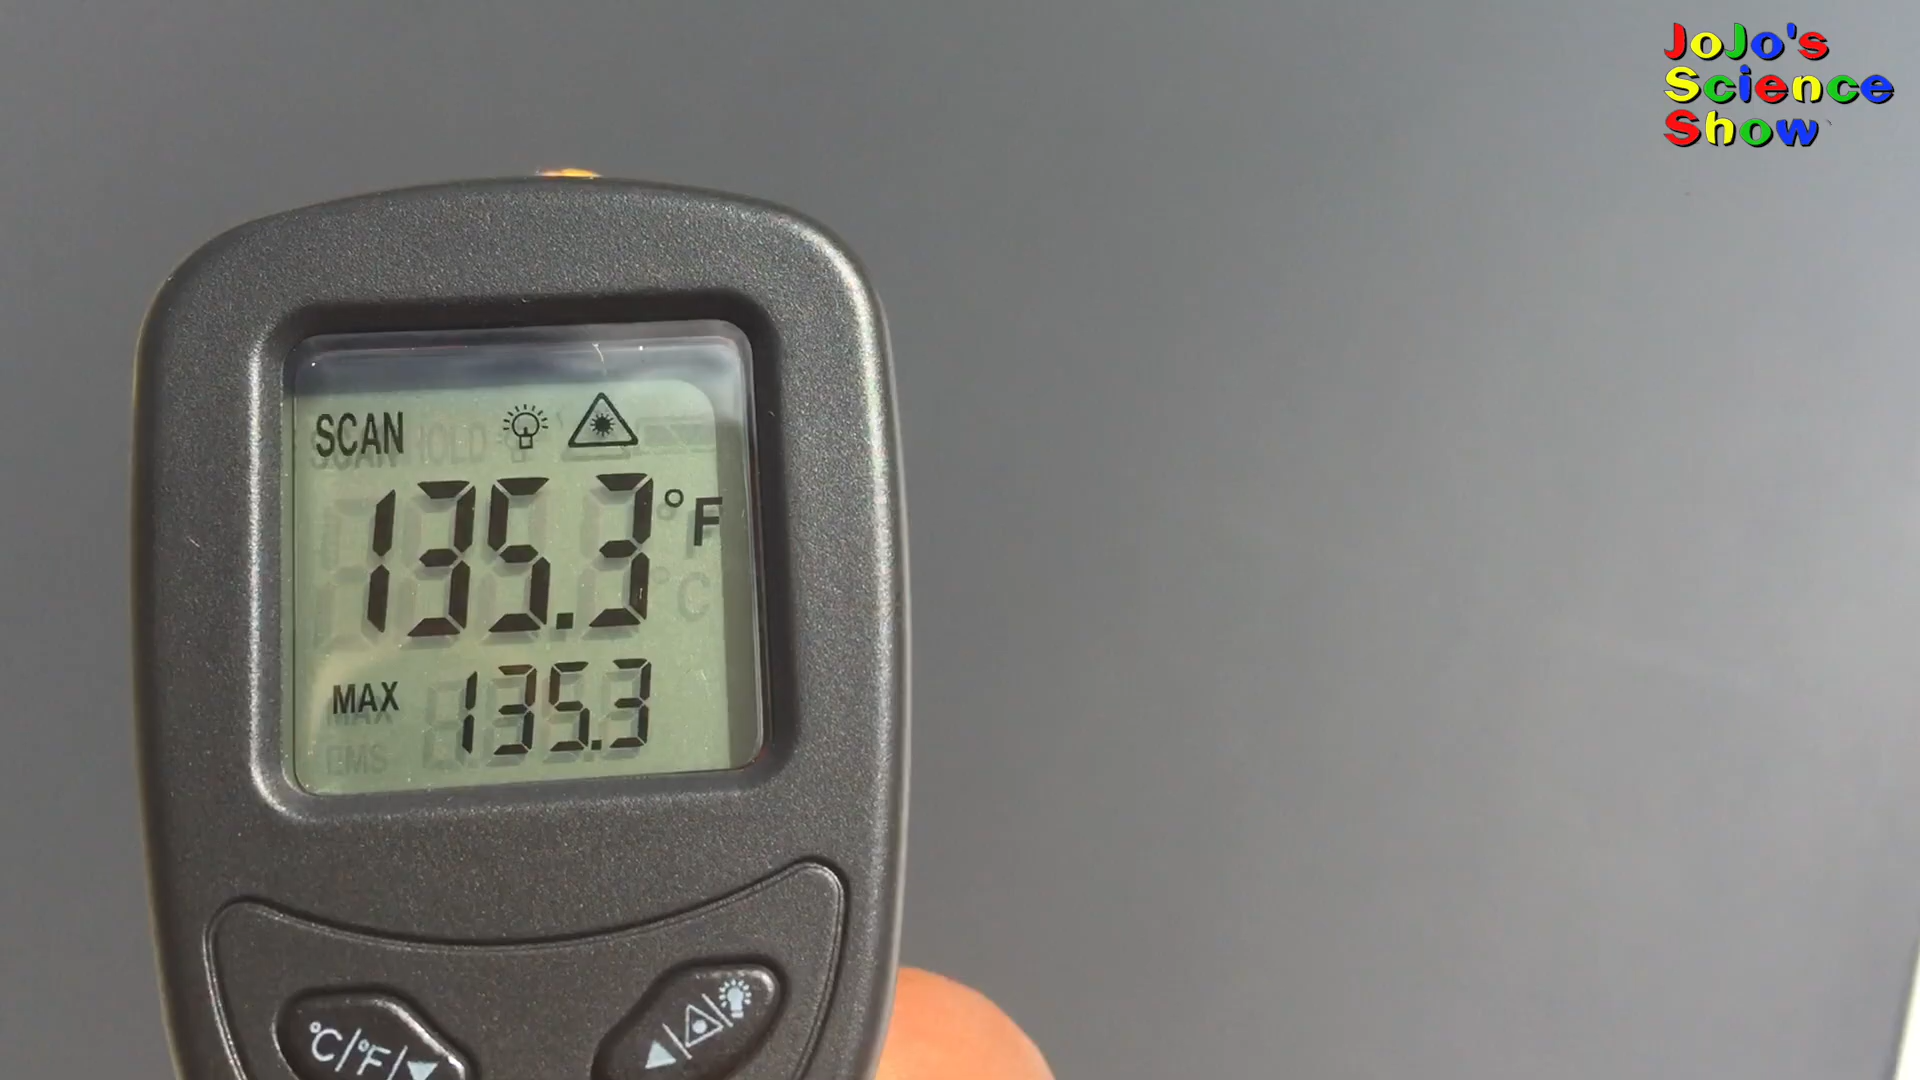 JoJo's
Science
Show
SCAN
135.3 °F
MAX 135.3
°C/°F/▼
▲/